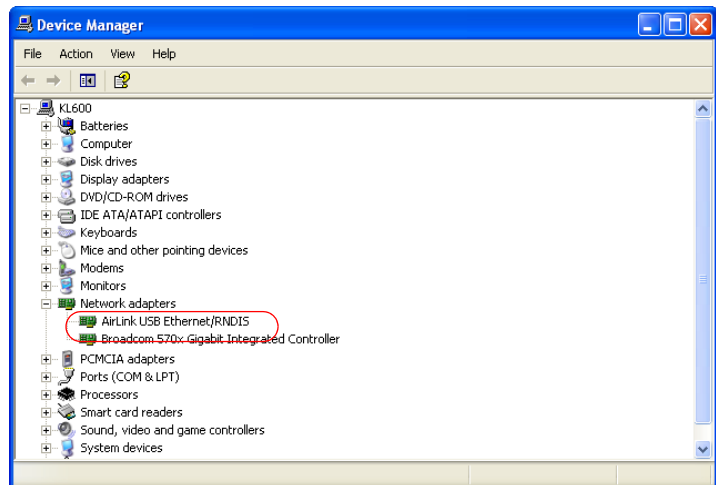 Device Manager
File Action View Help
KL600
Batteries
Computer
Disk drives
Display adapters
DVD/CD-ROM drives
IDE ATA/ATAPI controllers
Keyboards
Mice and other pointing devices
Modems
Monitors
Network adapters
AirLink USB Ethernet/RNDIS
Broadcom 570x Gigabit Integrated Controller
PCMCIA adapters
Ports (COM & LPT)
Processors
Smart card readers
Sound, video and game controllers
System devices